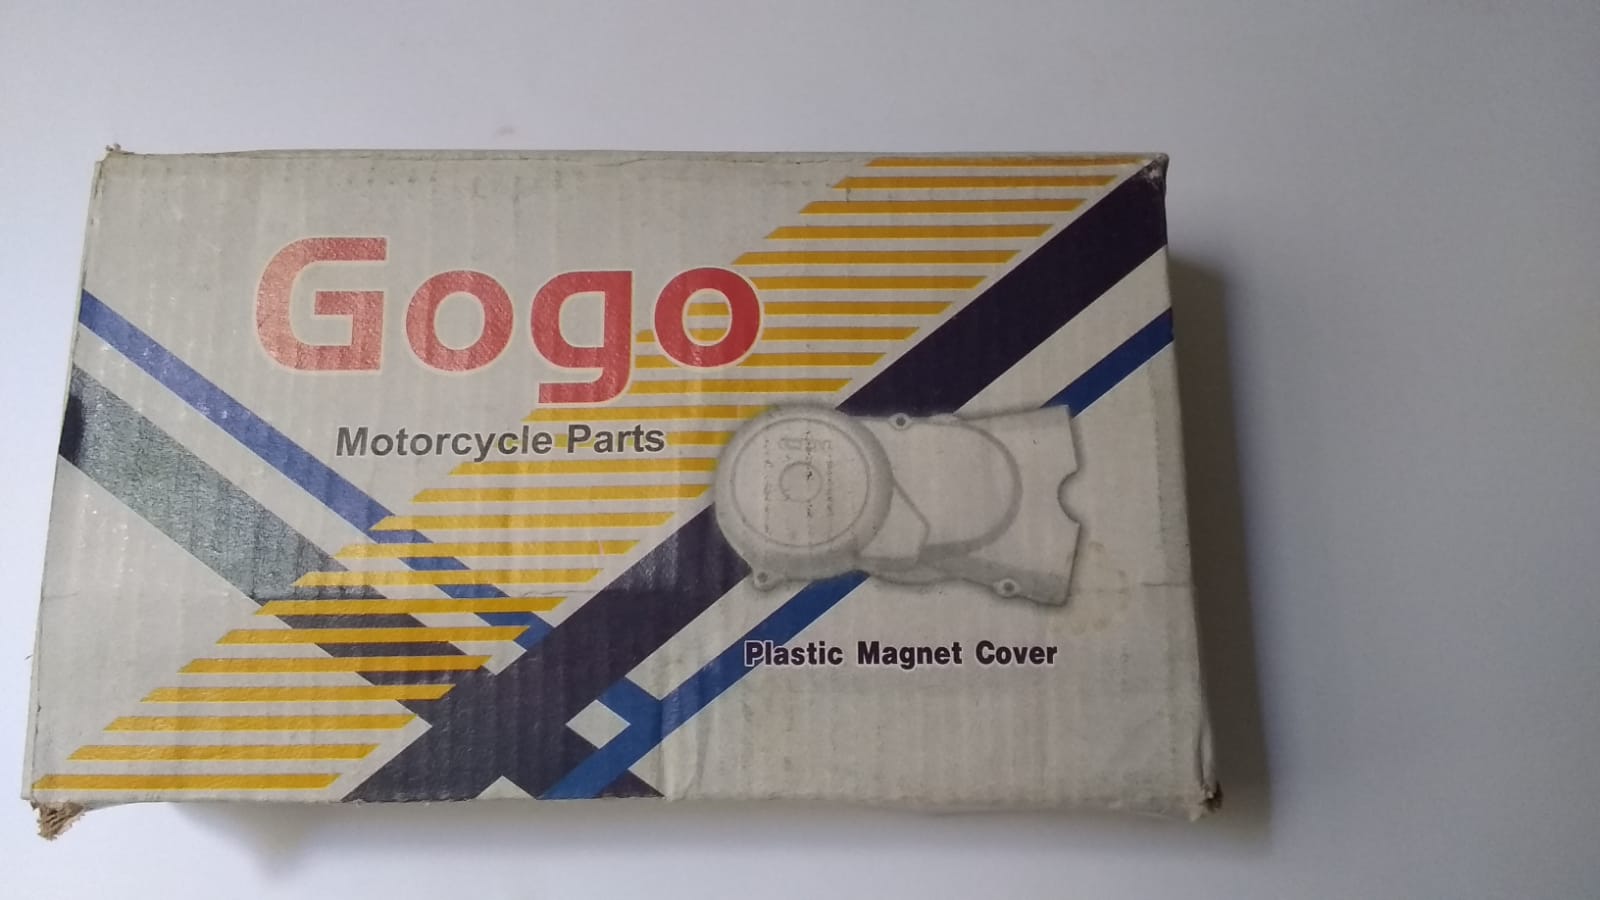 Gogo
Motorcycle Parts
Plastic Magnet Cover